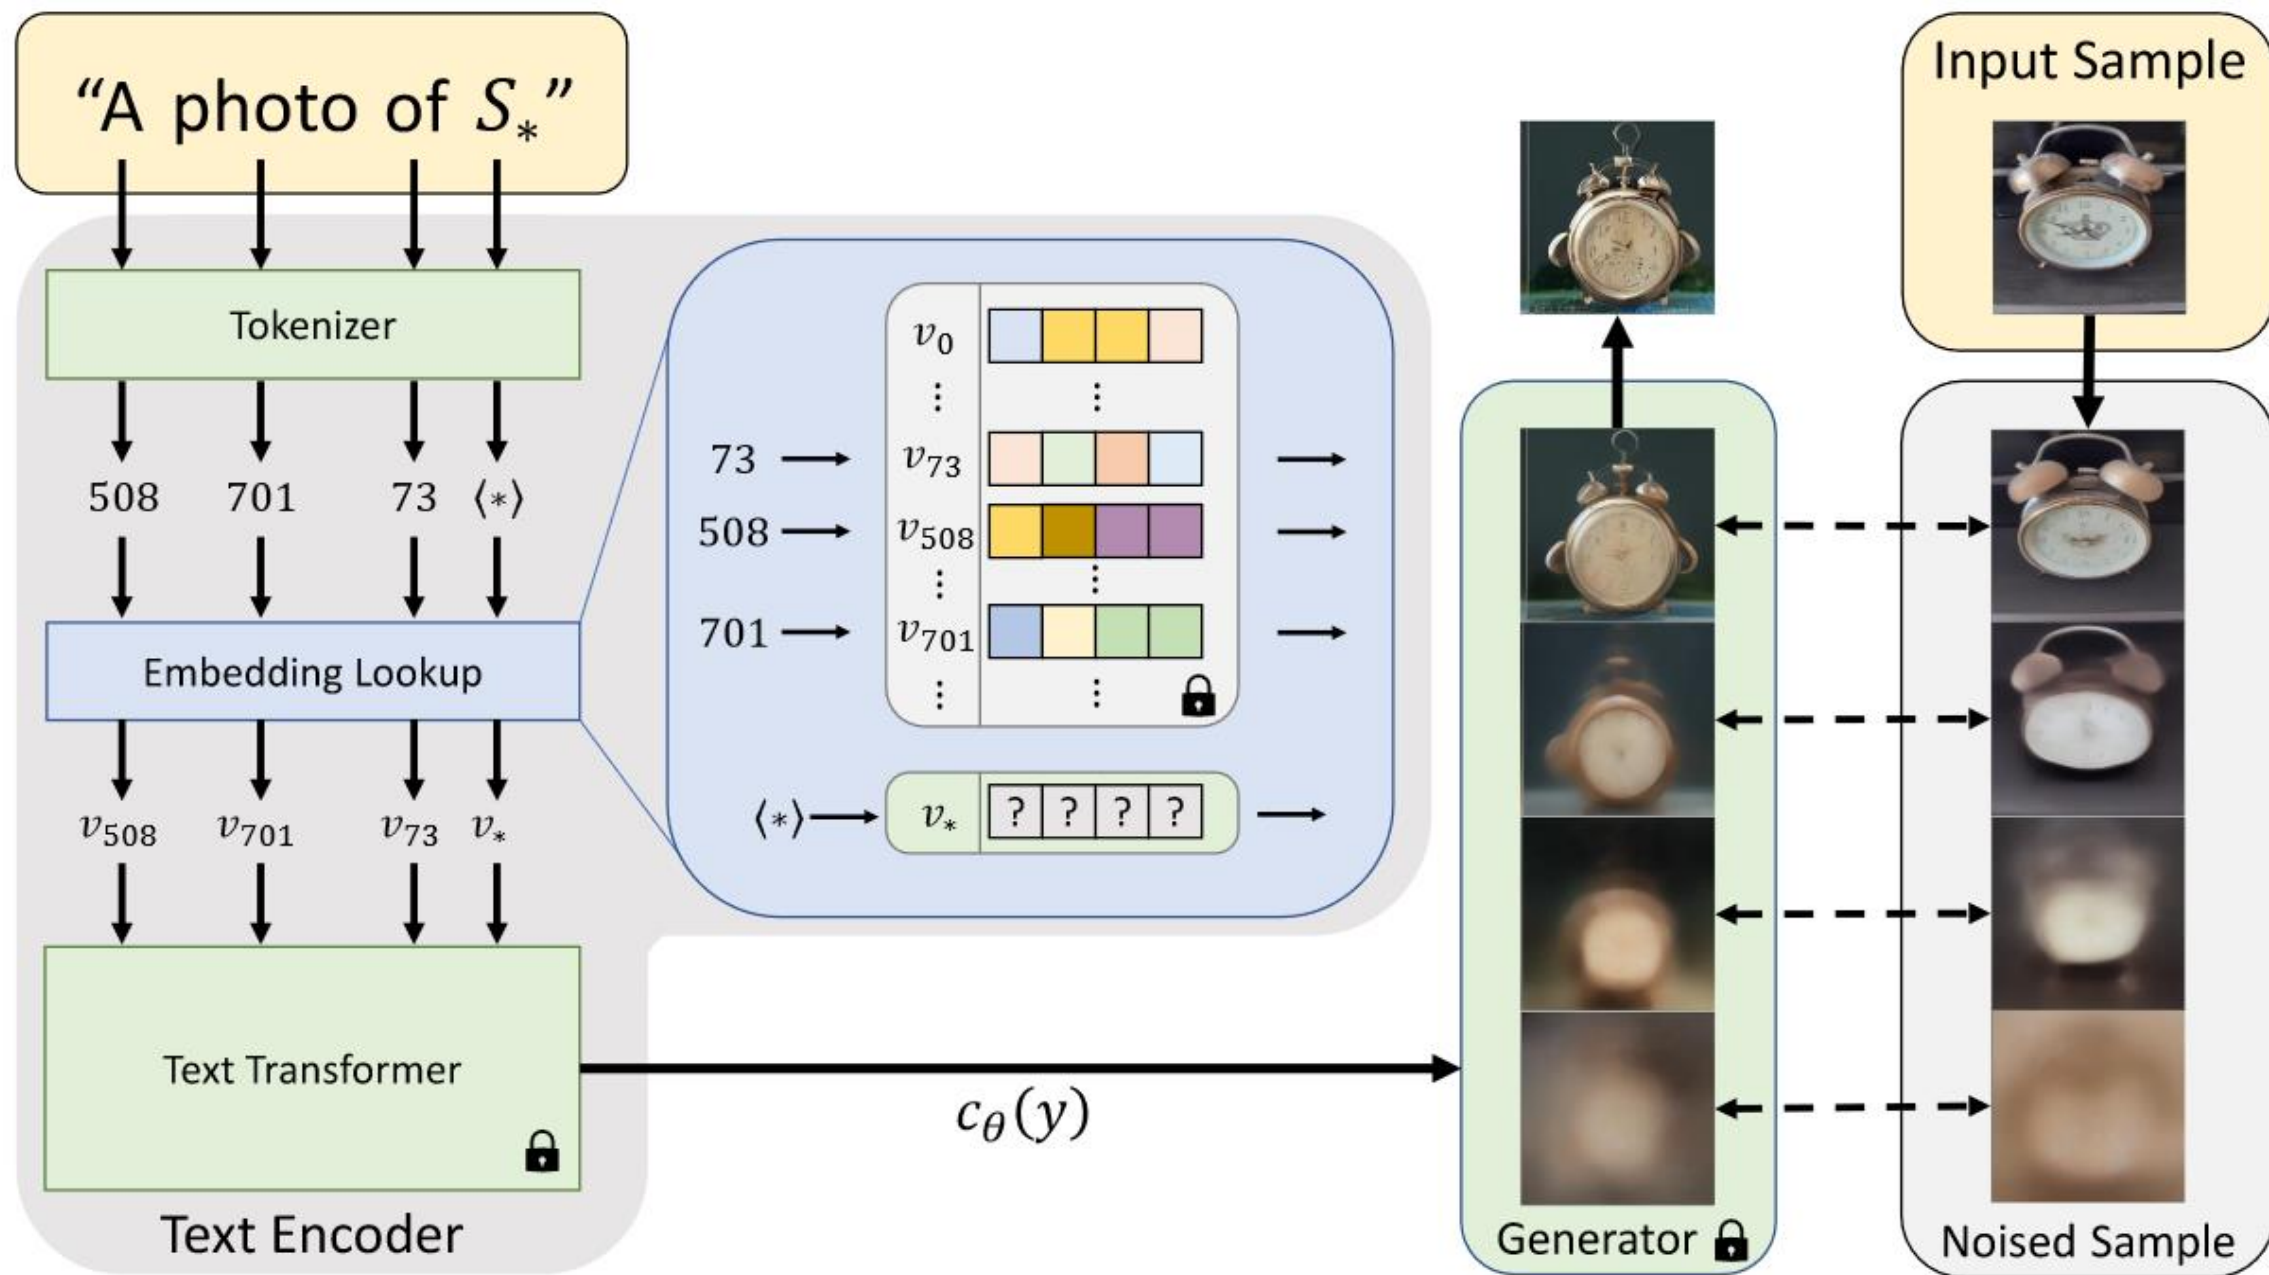 “A photo of S*”
Tokenizer
508 701 73 ⟨*⟩
Embedding Lookup
v508 v701 v73 v*
Text Transformer
Text Encoder
v0
⋮ ⋮
73 v73
508 v508
⋮ ⋮
701 v701
⋮ ⋮
⟨*⟩ v* ? ? ? ?
cθ(y)
Generator
Input Sample
Noised Sample